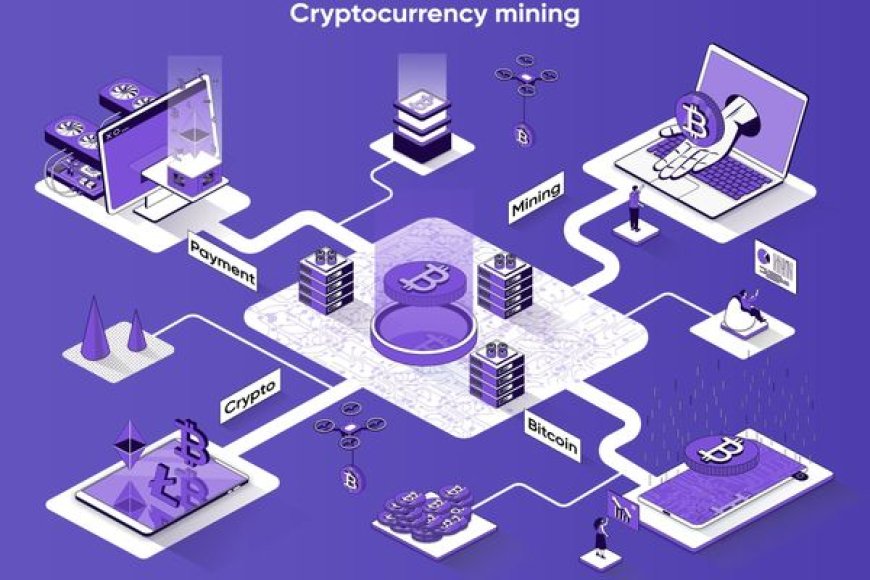 Cryptocurrency mining
Mining
Payment
Crypto
Bitcoin